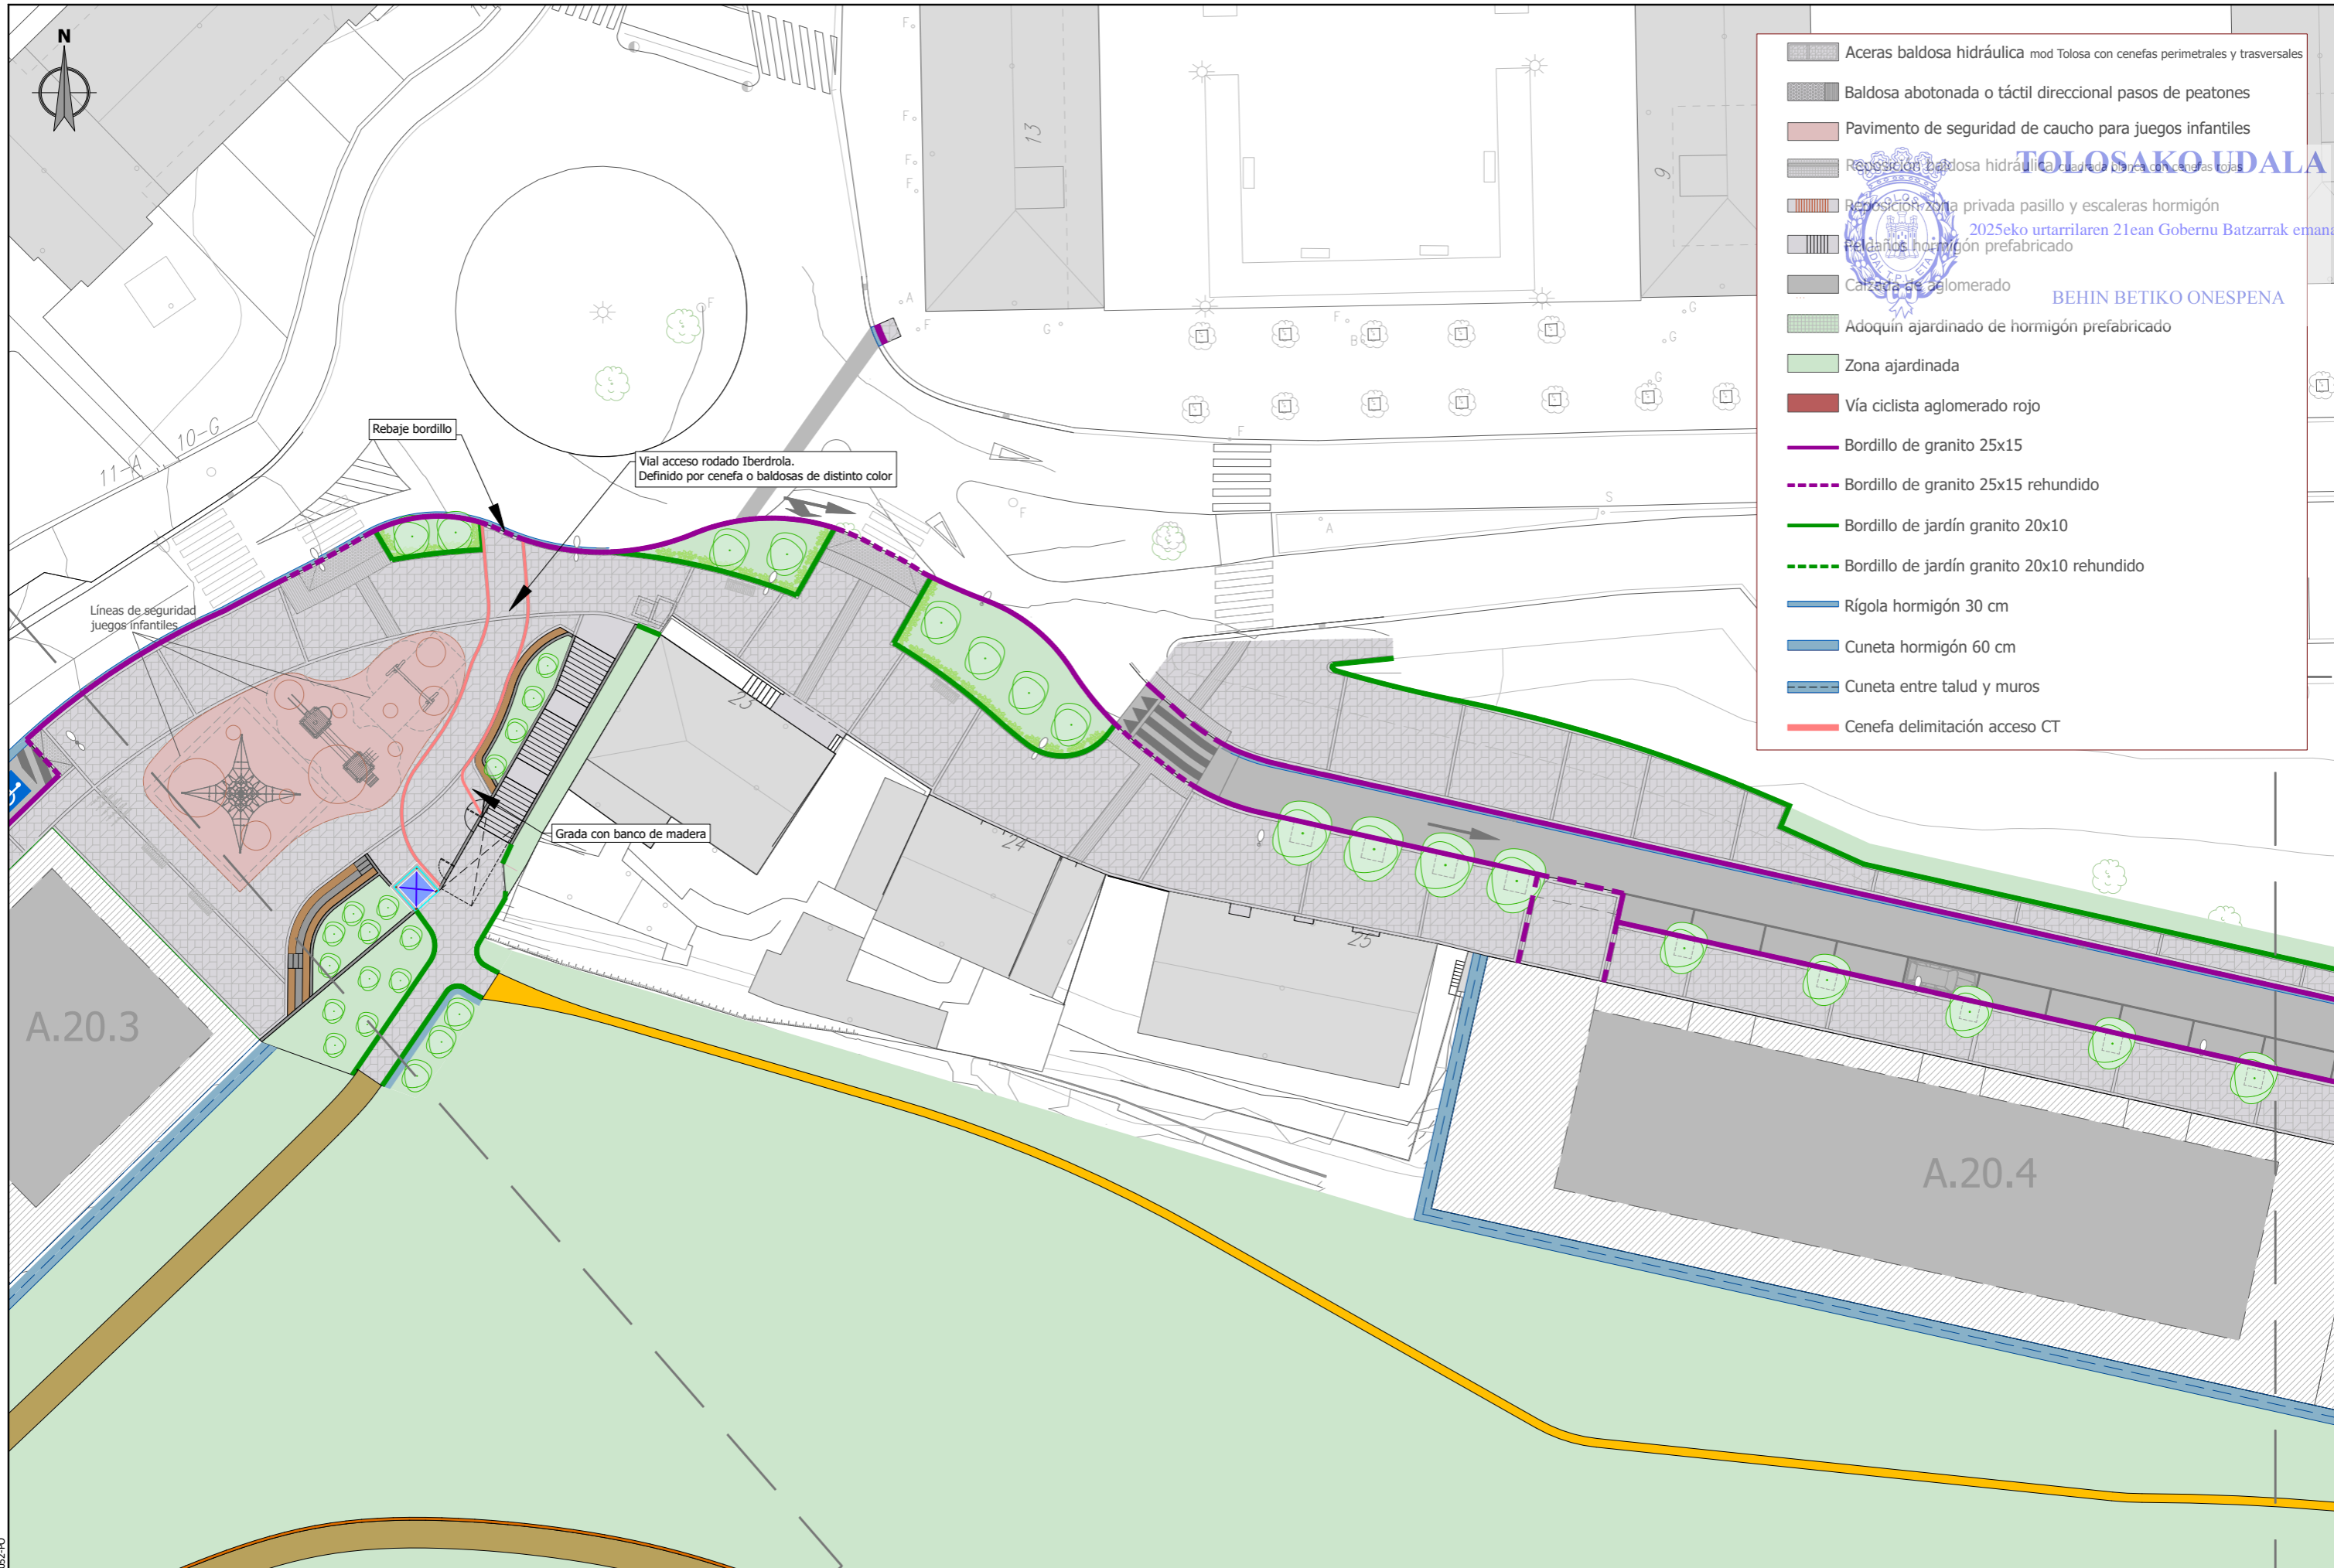 N
13
9
Aceras baldosa hidráulica mod Tolosa con cenefas perimetrales y trasversales
Baldosa abotonada o táctil direccional pasos de peatones
Pavimento de seguridad de caucho para juegos infantiles
Reposición baldosa hidráulica cuadrada blanca con cenefas rojas
TOLOSAKO UDALA
Reposición zona privada pasillo y escaleras hormigón
2025eko urtarrilaren 21ean Gobernu Batzarrak emana
Peldaños hormigón prefabricado
Calzada de aglomerado
BEHIN BETIKO ONESPENA
Adoquín ajardinado de hormigón prefabricado
Zona ajardinada
Vía ciclista aglomerado rojo
Bordillo de granito 25x15
Bordillo de granito 25x15 rehundido
Bordillo de jardín granito 20x10
Bordillo de jardín granito 20x10 rehundido
Rígola hormigón 30 cm
Cuneta hormigón 60 cm
Cuneta entre talud y muros
Cenefa delimitación acceso CT
10-G
11-A
Rebaje bordillo
Vial acceso rodado Iberdrola.
Definido por cenefa o baldosas de distinto color
Líneas de seguridad
juegos infantiles
23
Grada con banco de madera
24
25
A.20.3
A.20.4